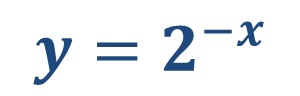 y = 2⁻ˣ